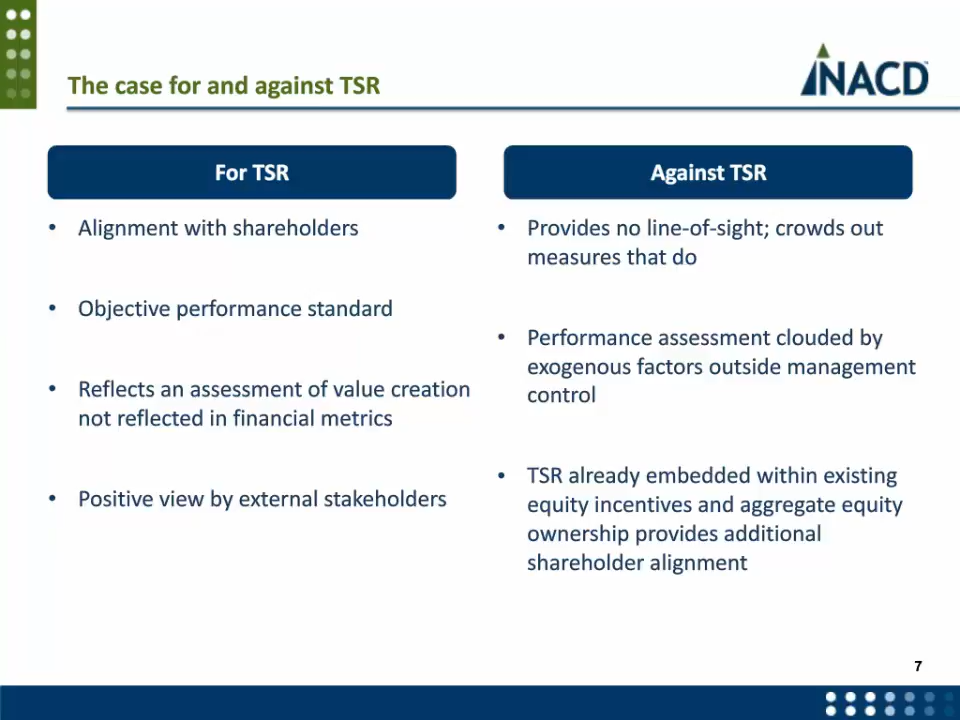 The case for and against TSR
NACD
For TSR
• Alignment with shareholders
• Objective performance standard
• Reflects an assessment of value creation
not reflected in financial metrics
• Positive view by external stakeholders
Against TSR
• Provides no line-of-sight; crowds out
measures that do
• Performance assessment clouded by
exogenous factors outside management
control
• TSR already embedded within existing
equity incentives and aggregate equity
ownership provides additional
shareholder alignment
7